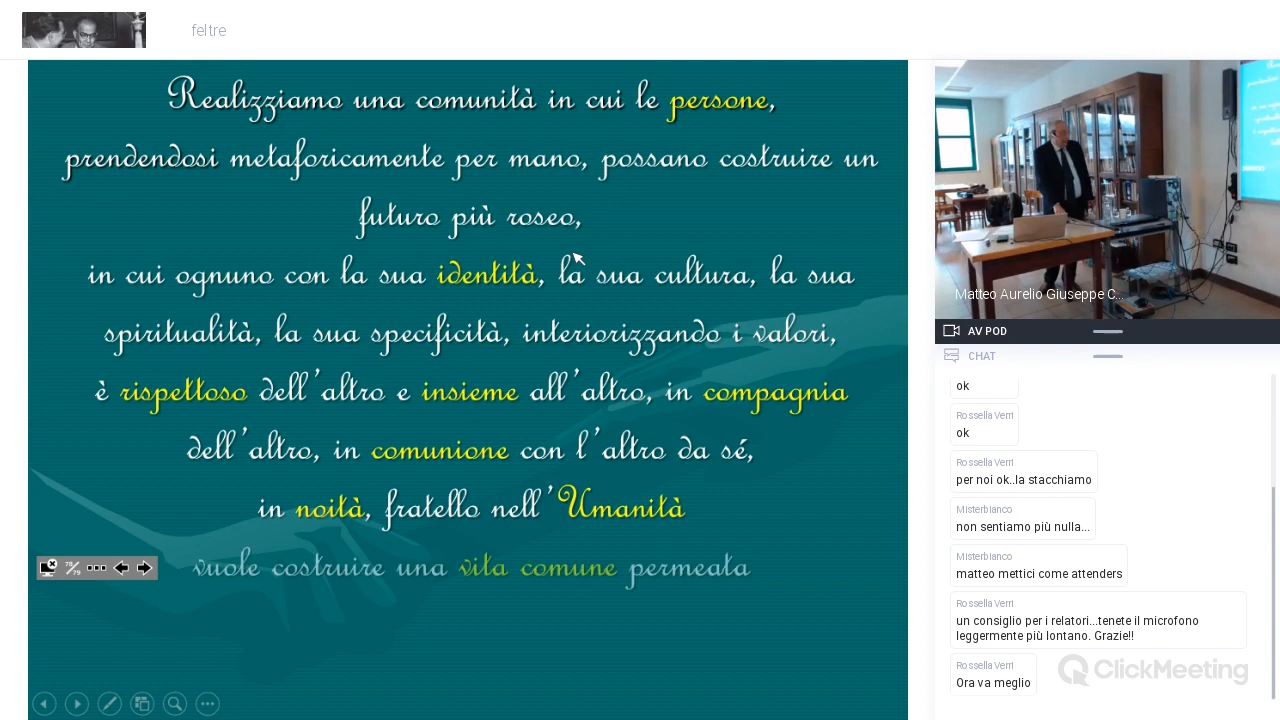 feltre
Realizziamo una comunità in cui le persone,
prendendosi metaforicamente per mano, possano costruire un
futuro più roseo,
in cui ognuno con la sua identità, la sua cultura, la sua
spiritualità, la sua specificità, interiorizzando i valori,
è rispettoso dell'altro e insieme all'altro, in compagnia
dell'altro, in comunione con l'altro da sé,
in noità, fratello nell'Umanità
vuole costruire una vita comune permeata
Matteo Aurelio Giuseppe C...
AV POD
CHAT
ok
Rossella Verri
ok
Rossella Verri
per noi ok..la stacchiamo
Misterbianco
non sentiamo più nulla...
Misterbianco
matteo mettici come attenders
Rossella Verri
un consiglio per i relatori...tenete il microfono
leggermente più lontano. Grazie!!
Rossella Verri
Ora va meglio
ClickMeeting